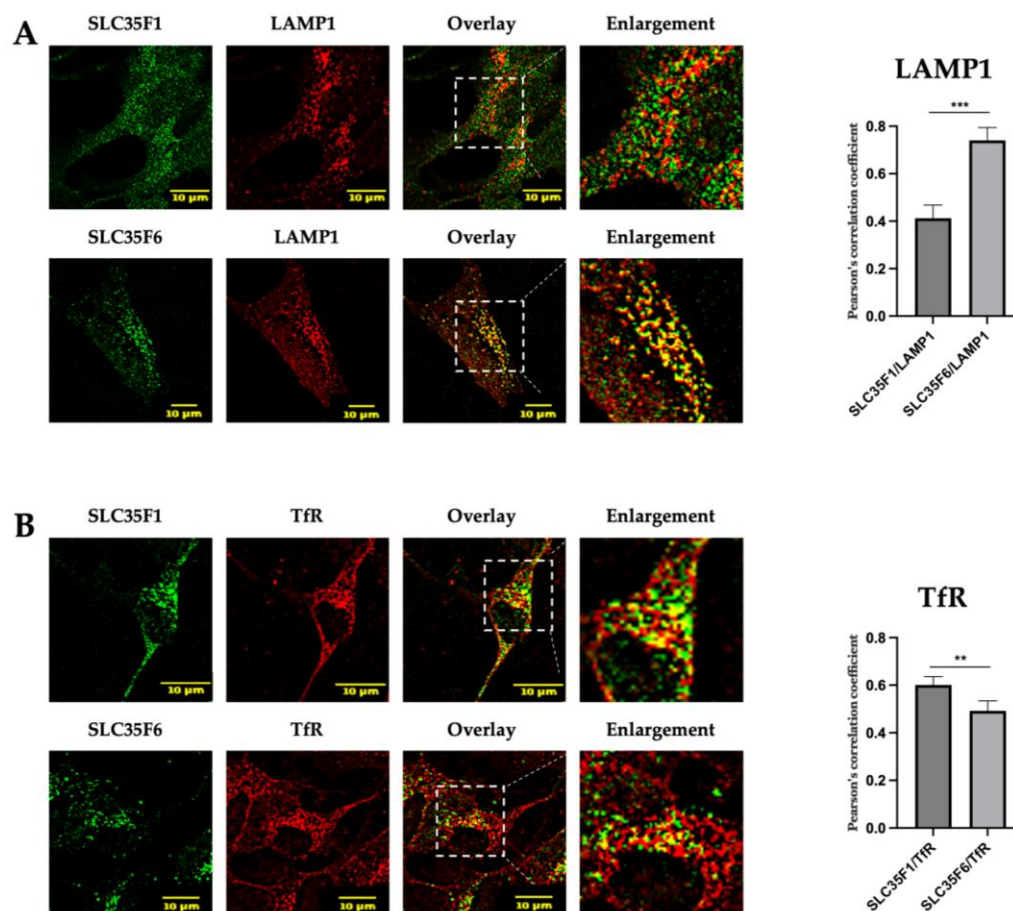 A
SLC35F1 LAMP1 Overlay Enlargement
10 μm 10 μm 10 μm
SLC35F6 LAMP1 Overlay Enlargement
10 μm 10 μm 10 μm
LAMP1
***
Pearson's correlation coefficient
0.8
0.6
0.4
0.2
0.0
SLC35F1/LAMP1
SLC35F6/LAMP1
B
SLC35F1 TfR Overlay Enlargement
10 μm 10 μm 10 μm
SLC35F6 TfR Overlay Enlargement
10 μm 10 μm 10 μm
TfR
**
Pearson's correlation coefficient
0.8
0.6
0.4
0.2
0.0
SLC35F1/TfR
SLC35F6/TfR